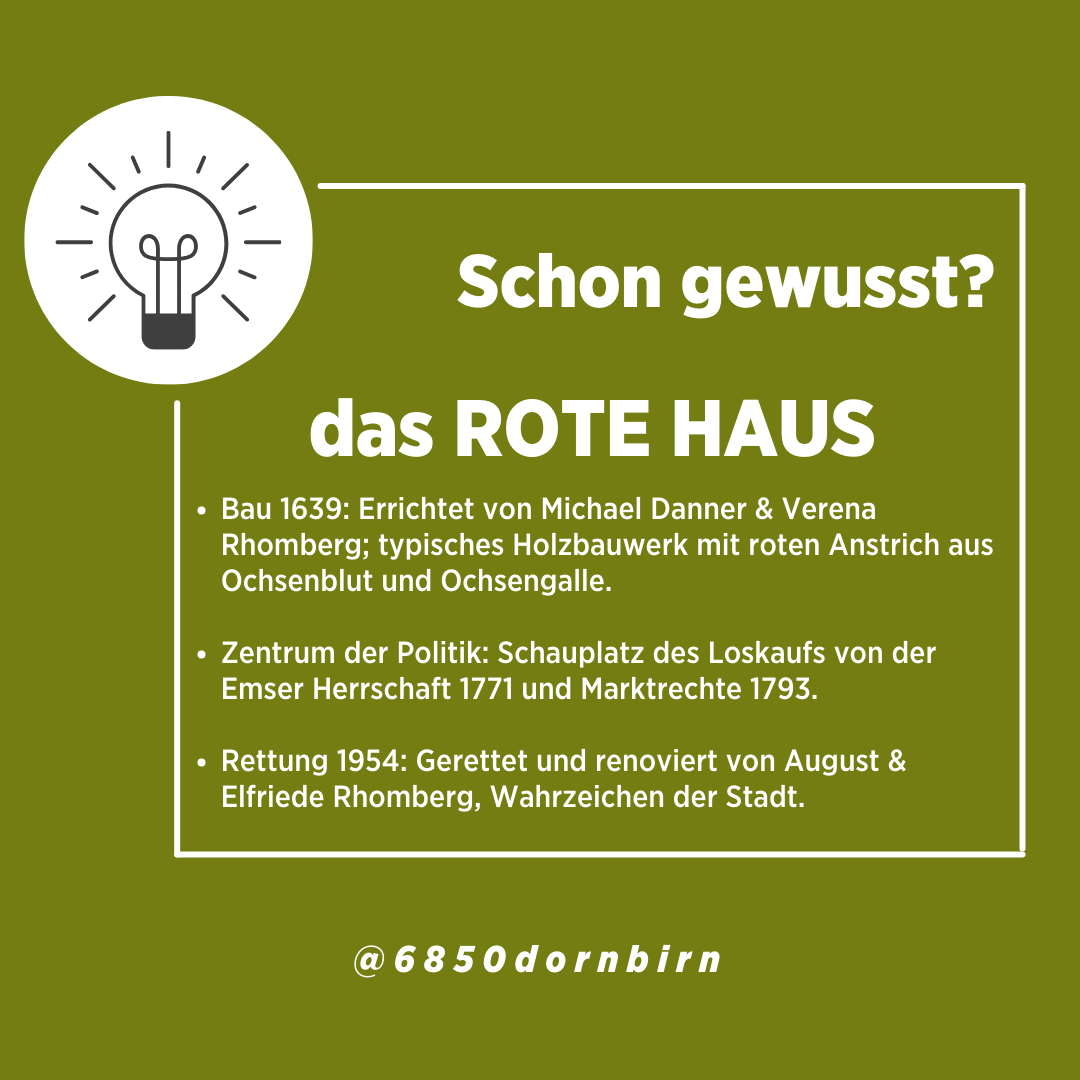 Schon gewusst?
das ROTE HAUS
• Bau 1639: Errichtet von Michael Danner & Verena
Rhomberg; typisches Holzbauwerk mit roten Anstrich aus
Ochsenblut und Ochsengalle.
• Zentrum der Politik: Schauplatz des Loskaufs von der
Emser Herrschaft 1771 und Marktrechte 1793.
• Rettung 1954: Gerettet und renoviert von August &
Elfriede Rhomberg, Wahrzeichen der Stadt.
@6850dornbirn